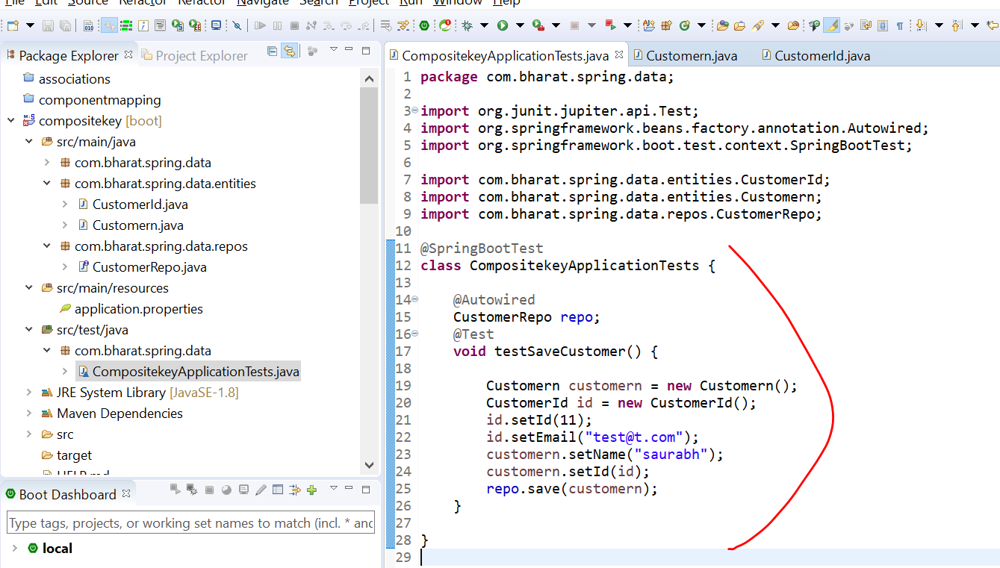 File Edit Source Refactor Refactor Navigate Search Project Run Window Help
Package Explorer
Project Explorer
associations
componentmapping
compositekey [boot]
src/main/java
com.bharat.spring.data
com.bharat.spring.data.entities
CustomerId.java
Customern.java
com.bharat.spring.data.repos
CustomerRepo.java
src/main/resources
application.properties
src/test/java
com.bharat.spring.data
CompositekeyApplicationTests.java
JRE System Library [JavaSE-1.8]
Maven Dependencies
src
target
HELP.md
Boot Dashboard
Type tags, projects, or working set names to match (incl. * and
local
CompositekeyApplicationTests.java
Customern.java
CustomerId.java
1 package com.bharat.spring.data;
2
3 import org.junit.jupiter.api.Test;
4 import org.springframework.beans.factory.annotation.Autowired;
5 import org.springframework.boot.test.context.SpringBootTest;
6
7 import com.bharat.spring.data.entities.CustomerId;
8 import com.bharat.spring.data.entities.Customern;
9 import com.bharat.spring.data.repos.CustomerRepo;
10
11 @SpringBootTest
12 class CompositekeyApplicationTests {
13
14 @Autowired
15 CustomerRepo repo;
16 @Test
17 void testSaveCustomer() {
18
19 Customern customern = new Customern();
20 CustomerId id = new CustomerId();
21 id.setId(11);
22 id.setEmail("test@t.com");
23 customern.setName("saurabh");
24 customern.setId(id);
25 repo.save(customern);
26 }
27
28 }
29